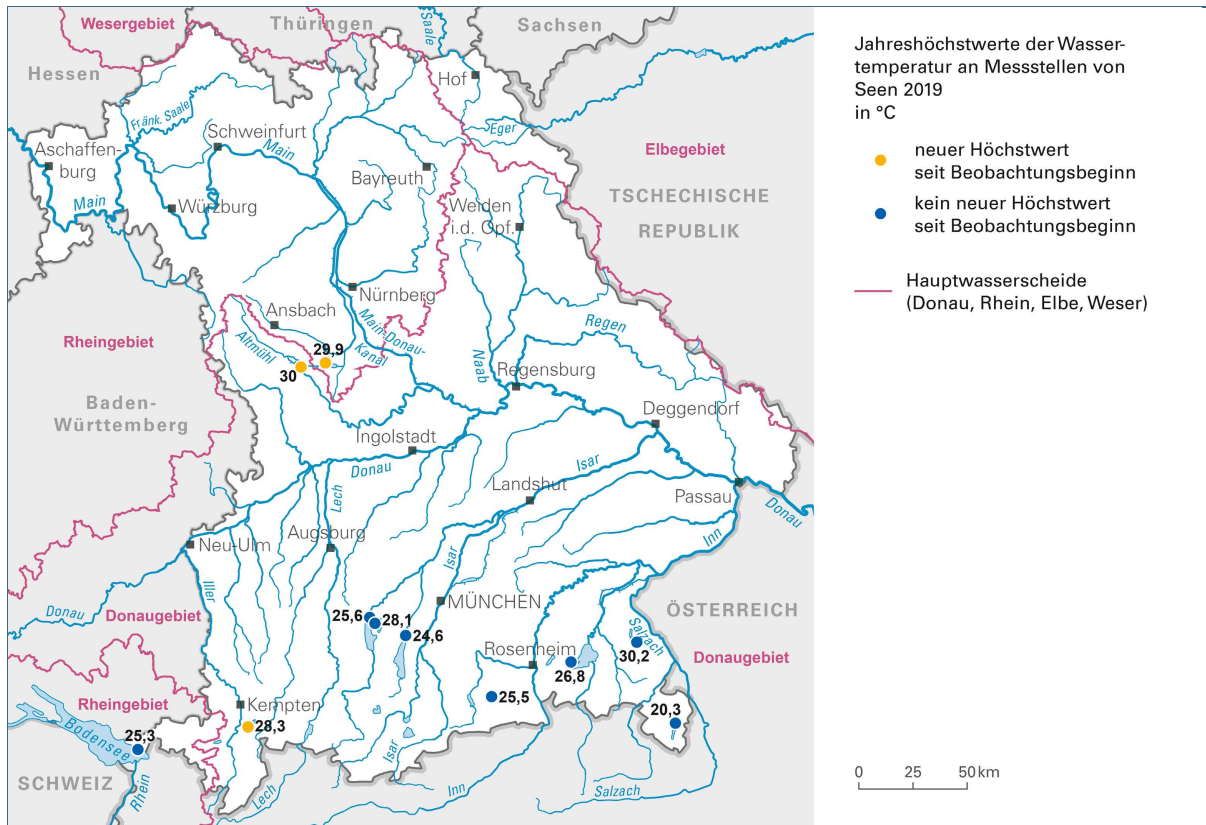 Wesergebiet
Thüringen
Sachsen
Saale
Hessen
Hof
Fränk. Saale
Schweinfurt
Eger
Main
Aschaffen-
burg
Elbegebiet
Bayreuth
TSCHECHISCHE
REPUBLIK
Main
Würzburg
Weiden
i.d. Opf.
Nürnberg
Ansbach
Regen
Rheingebiet
Altmühl
29,9
30
Main-Donau-
Kanal
Naab
Regensburg
Baden-
Württemberg
Deggendorf
Ingolstadt
Donau
Isar
Lech
Landshut
Passau
Donau
Augsburg
Neu-Ulm
Inn
Isar
Iller
Donau
MÜNCHEN
ÖSTERREICH
Donaugebiet
25,6
28,1
24,6
Salzach
30,2
Rosenheim
26,8
Donaugebiet
25,5
Rheingebiet
Kempten
28,3
20,3
Bodensee
25,3
Isar
SCHWEIZ
Rhein
Lech
Inn
Salzach
Jahreshöchstwerte der Wasser-
temperatur an Messstellen von
Seen 2019
in °C
neuer Höchstwert
seit Beobachtungsbeginn
kein neuer Höchstwert
seit Beobachtungsbeginn
Hauptwasserscheide
(Donau, Rhein, Elbe, Weser)
0 25 50 km